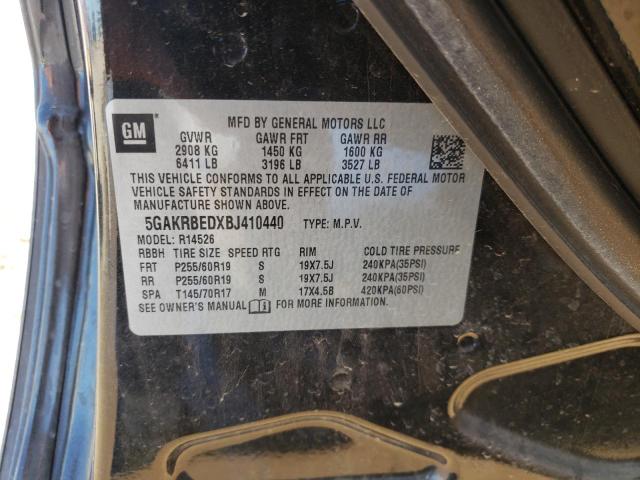 GM
MFD BY GENERAL MOTORS LLC
GVWR GAWR FRT GAWR RR
2908 KG 1450 KG 1600 KG
6411 LB 3196 LB 3527 LB
THIS VEHICLE CONFORMS TO ALL APPLICABLE U.S. FEDERAL MOTOR
VEHICLE SAFETY STANDARDS IN EFFECT ON THE DATE OF
MANUFACTURE SHOWN ABOVE.
5GAKRBEDXBJ410440 TYPE: M.P.V.
MODEL: R14526
RBBH TIRE SIZE SPEED RTG RIM COLD TIRE PRESSURE
FRT P255/60R19 S 19X7.5J 240KPA(35PSI)
RR P255/60R19 S 19X7.5J 240KPA(35PSI)
SPA T145/70R17 M 17X4.5B 420KPA(60PSI)
SEE OWNER'S MANUAL FOR MORE INFORMATION.